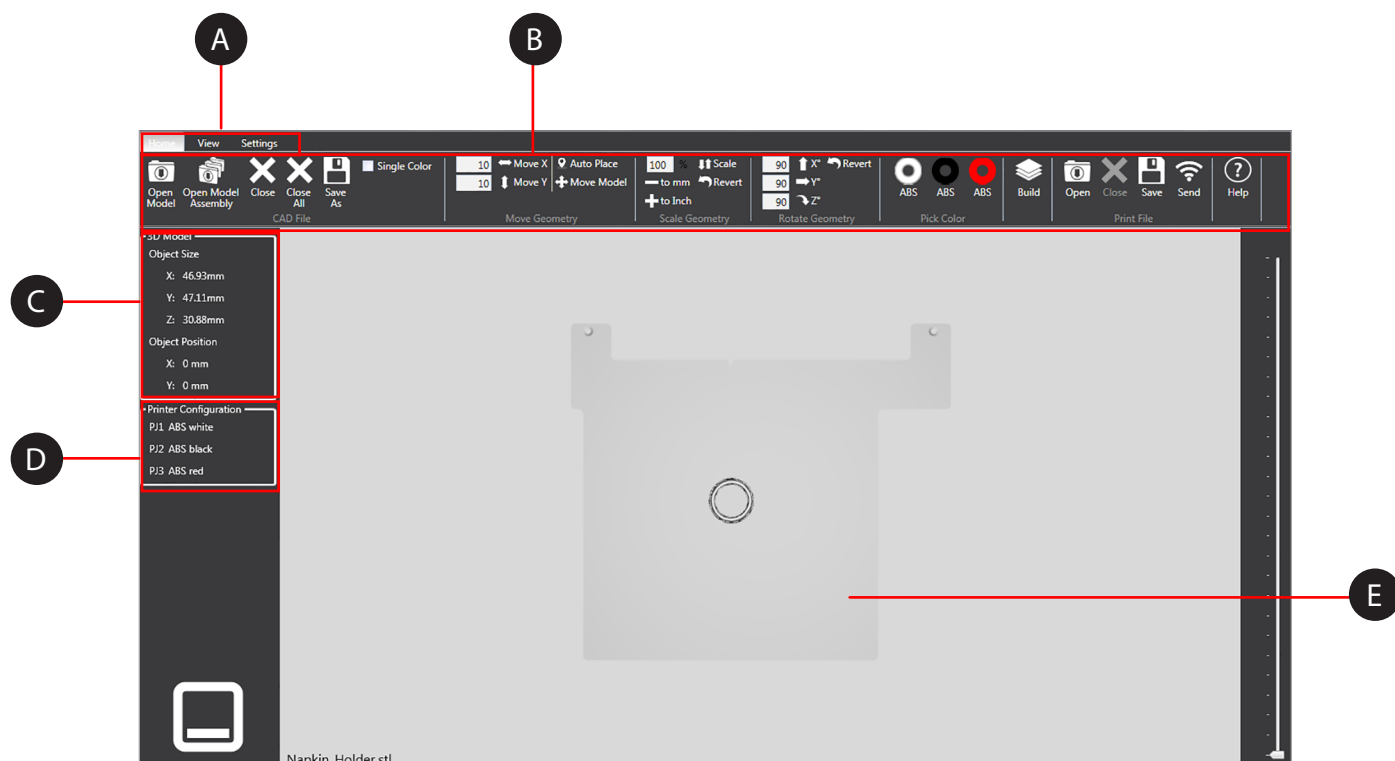 A
B
Home View Settings
Open Model
Open Model Assembly
Close
Close All
Save As
Single Color
CAD File
10 Move X
10 Move Y
Auto Place
Move Model
Move Geometry
100 % Scale
to mm Revert
to Inch
Scale Geometry
90 X° Revert
90 Y°
90 Z°
Rotate Geometry
ABS ABS ABS
Pick Color
Build
Open Close Save Send
Print File
?
Help
3D Model
Object Size
X: 46.93mm
Y: 47.11mm
Z: 30.88mm
Object Position
X: 0 mm
Y: 0 mm
C
Printer Configuration
PJ1 ABS white
PJ2 ABS black
PJ3 ABS red
D
E
Napkin_Holder.stl